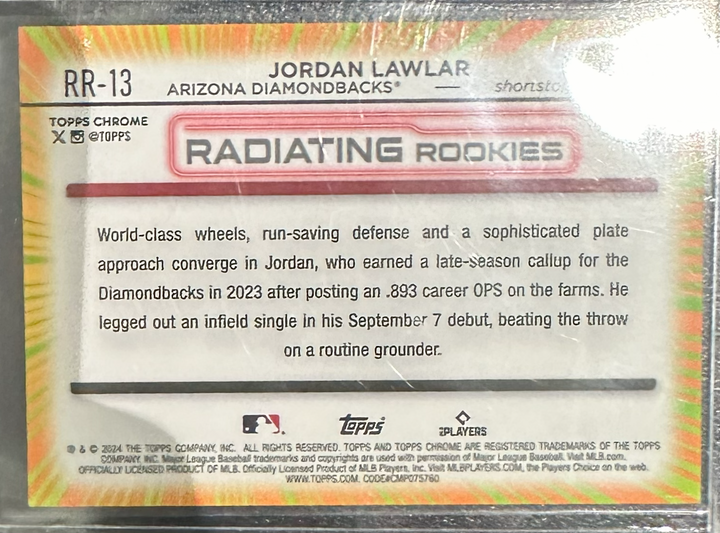 RR-13
JORDAN LAWLAR
ARIZONA DIAMONDBACKS® —
TOPPS CHROME
@TOPPS
RADIATING ROOKIES
World-class wheels, run-saving defense and a sophisticated plate
approach converge in Jordan, who earned a late-season callup for the
Diamondbacks in 2023 after posting an .893 career OPS on the farms. He
legged out an infield single in his September 7 debut, beating the throw
on a routine grounder.
topps
PLAYERS
® & © 2024 THE TOPPS COMPANY, INC. ALL RIGHTS RESERVED. TOPPS AND TOPPS CHROME ARE REGISTERED TRADEMARKS OF THE TOPPS
COMPANY, INC. Major League Baseball trademarks and copyrights are used with permission of Major League Baseball. Visit MLB.com.
OFFICIALLY LICENSED PRODUCT OF MLB. Officially Licensed Product of MLB Players, Inc. Visit MLBPLAYERS.COM, the Players Choice on the web.
WWW.TOPPS.COM. CODE#CMP075760